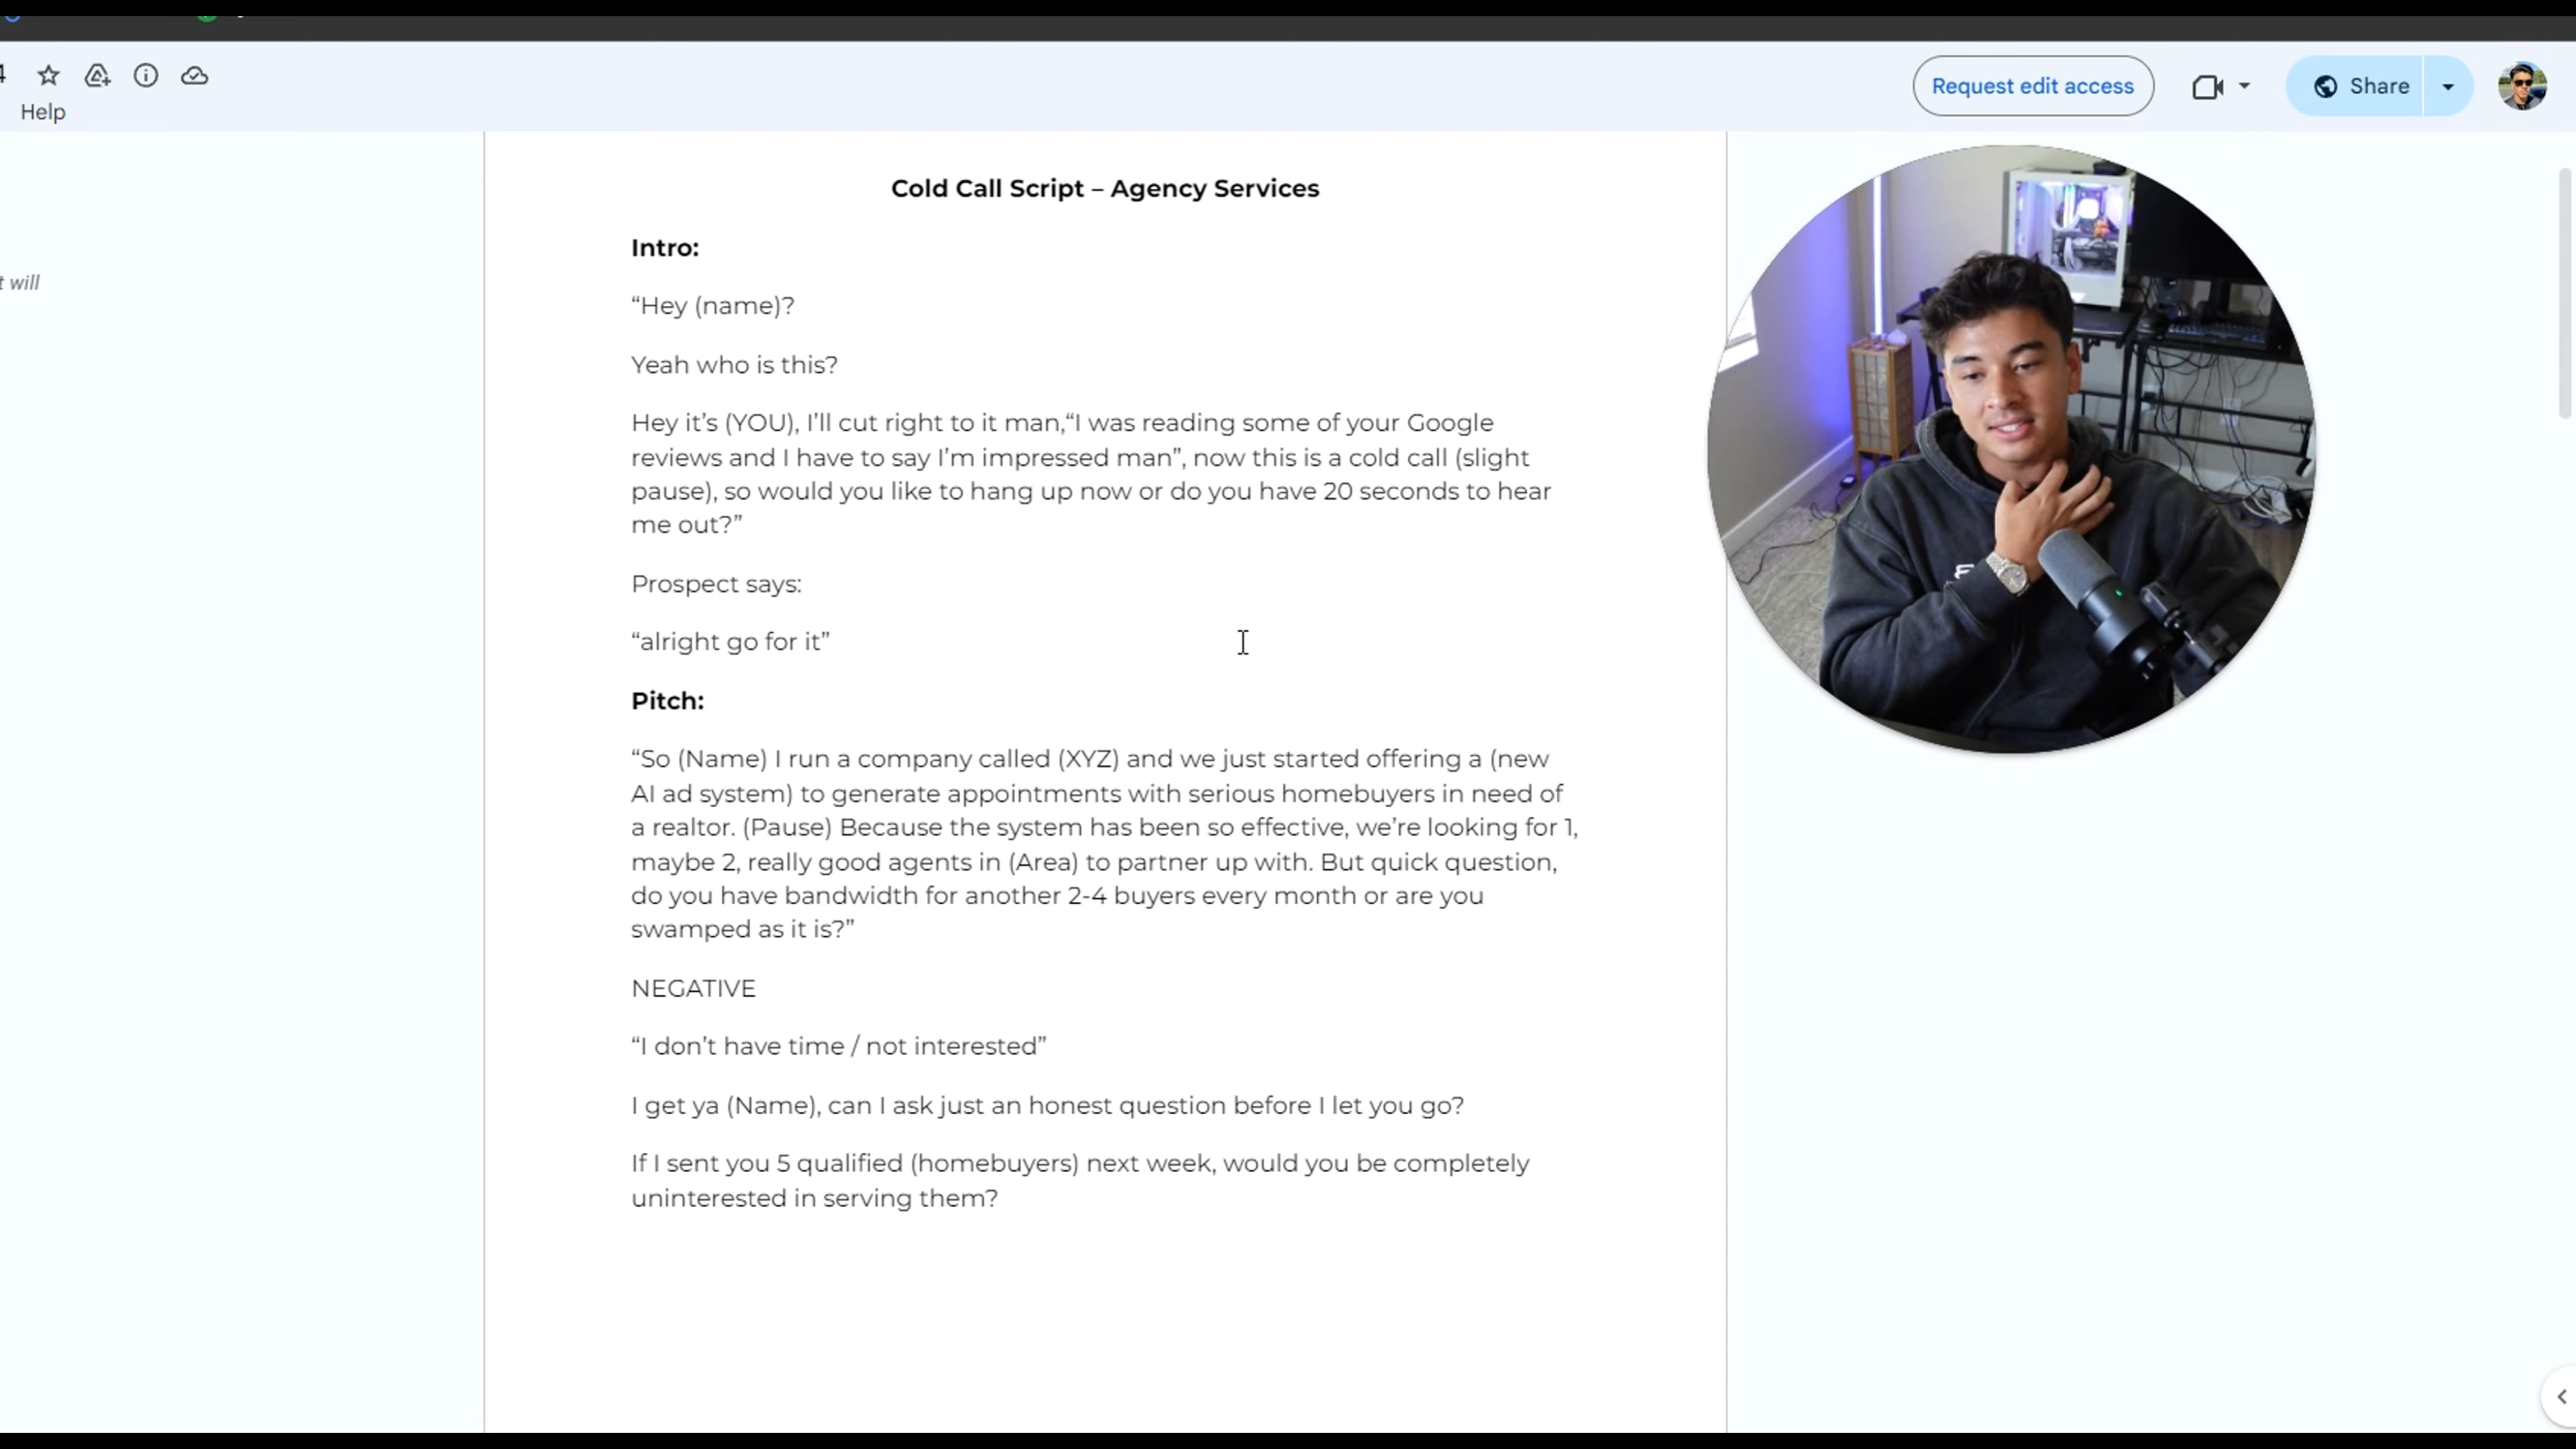 4
Help
Request edit access
Share
t will
Cold Call Script – Agency Services
Intro:
“Hey (name)?
Yeah who is this?
Hey it’s (YOU), I’ll cut right to it man,“I was reading some of your Google
reviews and I have to say I’m impressed man”, now this is a cold call (slight
pause), so would you like to hang up now or do you have 20 seconds to hear
me out?”
Prospect says:
“alright go for it”
Pitch:
“So (Name) I run a company called (XYZ) and we just started offering a (new
AI ad system) to generate appointments with serious homebuyers in need of
a realtor. (Pause) Because the system has been so effective, we’re looking for 1,
maybe 2, really good agents in (Area) to partner up with. But quick question,
do you have bandwidth for another 2-4 buyers every month or are you
swamped as it is?”
NEGATIVE
“I don’t have time / not interested”
I get ya (Name), can I ask just an honest question before I let you go?
If I sent you 5 qualified (homebuyers) next week, would you be completely
uninterested in serving them?